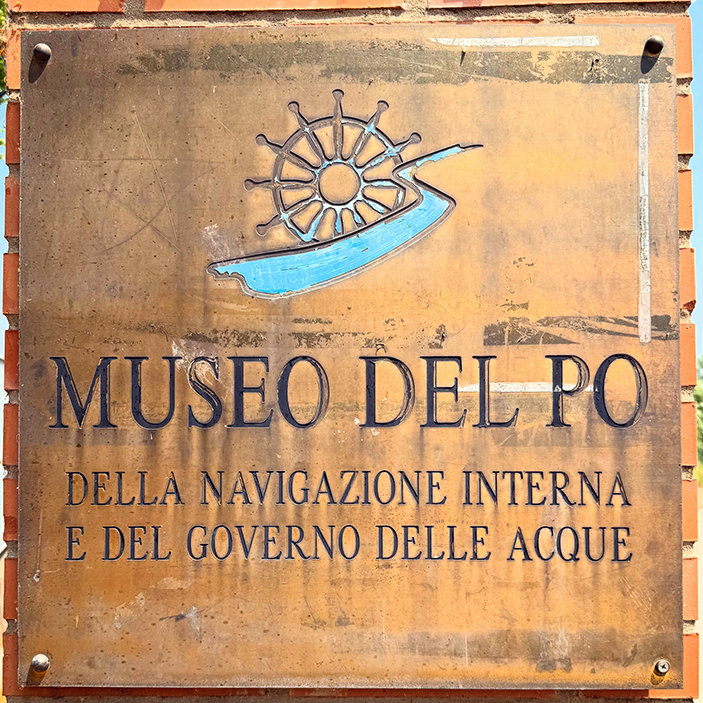 MUSEO DEL PO
DELLA NAVIGAZIONE INTERNA
E DEL GOVERNO DELLE ACQUE